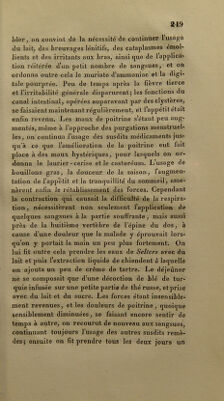 249
bler, on convint de la nécessité de continuer l'usage
du lait, des breuvages lénitifs, des cataplasmes émol-
lients et des irritants aux bras, ainsi que de l'applica-
tion réitérée d'un petit nombre de sangsues, et on
ordonna outre cela le muriate d'ammoniac et la digi-
tale pourprée. Peu de temps après la fièvre tierce
et l'irritabilité générale disparurent; les fonctions du
canal intestinal, opérées auparavant par des clystères,
se faisaient maintenant régulièrement, et l'appétit était
enfin revenu. Les maux de poitrine s'étant peu aug-
mentés, même à l'approche des purgations menstruel-
les, on continua l'usage des susdits médicaments jus-
qu'à ce que l'amélioration de la poitrine eut fait
place à des maux hystériques, pour lesquels on or-
donna le laurier-cerise et le castoréum. L'usage de
bouillons gras, la douceur de la saison, l'augmen-
tation de l'appétit et la tranquillité du sommeil, ame-
nèrent enfin le rétablissement des forces. Cependant
la contraction qui causait la difficulté de la respira-
tion, nécessitèrent non seulement l'application de
quelques sangsues à la partie souffrante, mais aussi
près de la huitième vertèbre de l'épine du dos, à
cause d'une douleur que la malade y éprouvait lors-
qu'on y portait la main un peu plus fortement. On
lui fit outre cela prendre les eaux de Selters avec du
lait et puis l'extraction liquide de chiendent à laquelle
on ajouta un peu de crême de tartre. Le déjeûner
ne se composait que d'une décoction de blé de tur-
quie infusée sur une petite partie de thé russe, et prise
avec du lait et du sucre. Les forces étant insensible-
ment revenues, et les douleurs de poitrine, quoique
sensiblement diminuées, se faisant encore sentir de
temps à autre, on recourut de nouveau aux sangsues,
continuant toujours l'usage des autres susdits remè-
des; ensuite on fit prendre tous les deux jours un